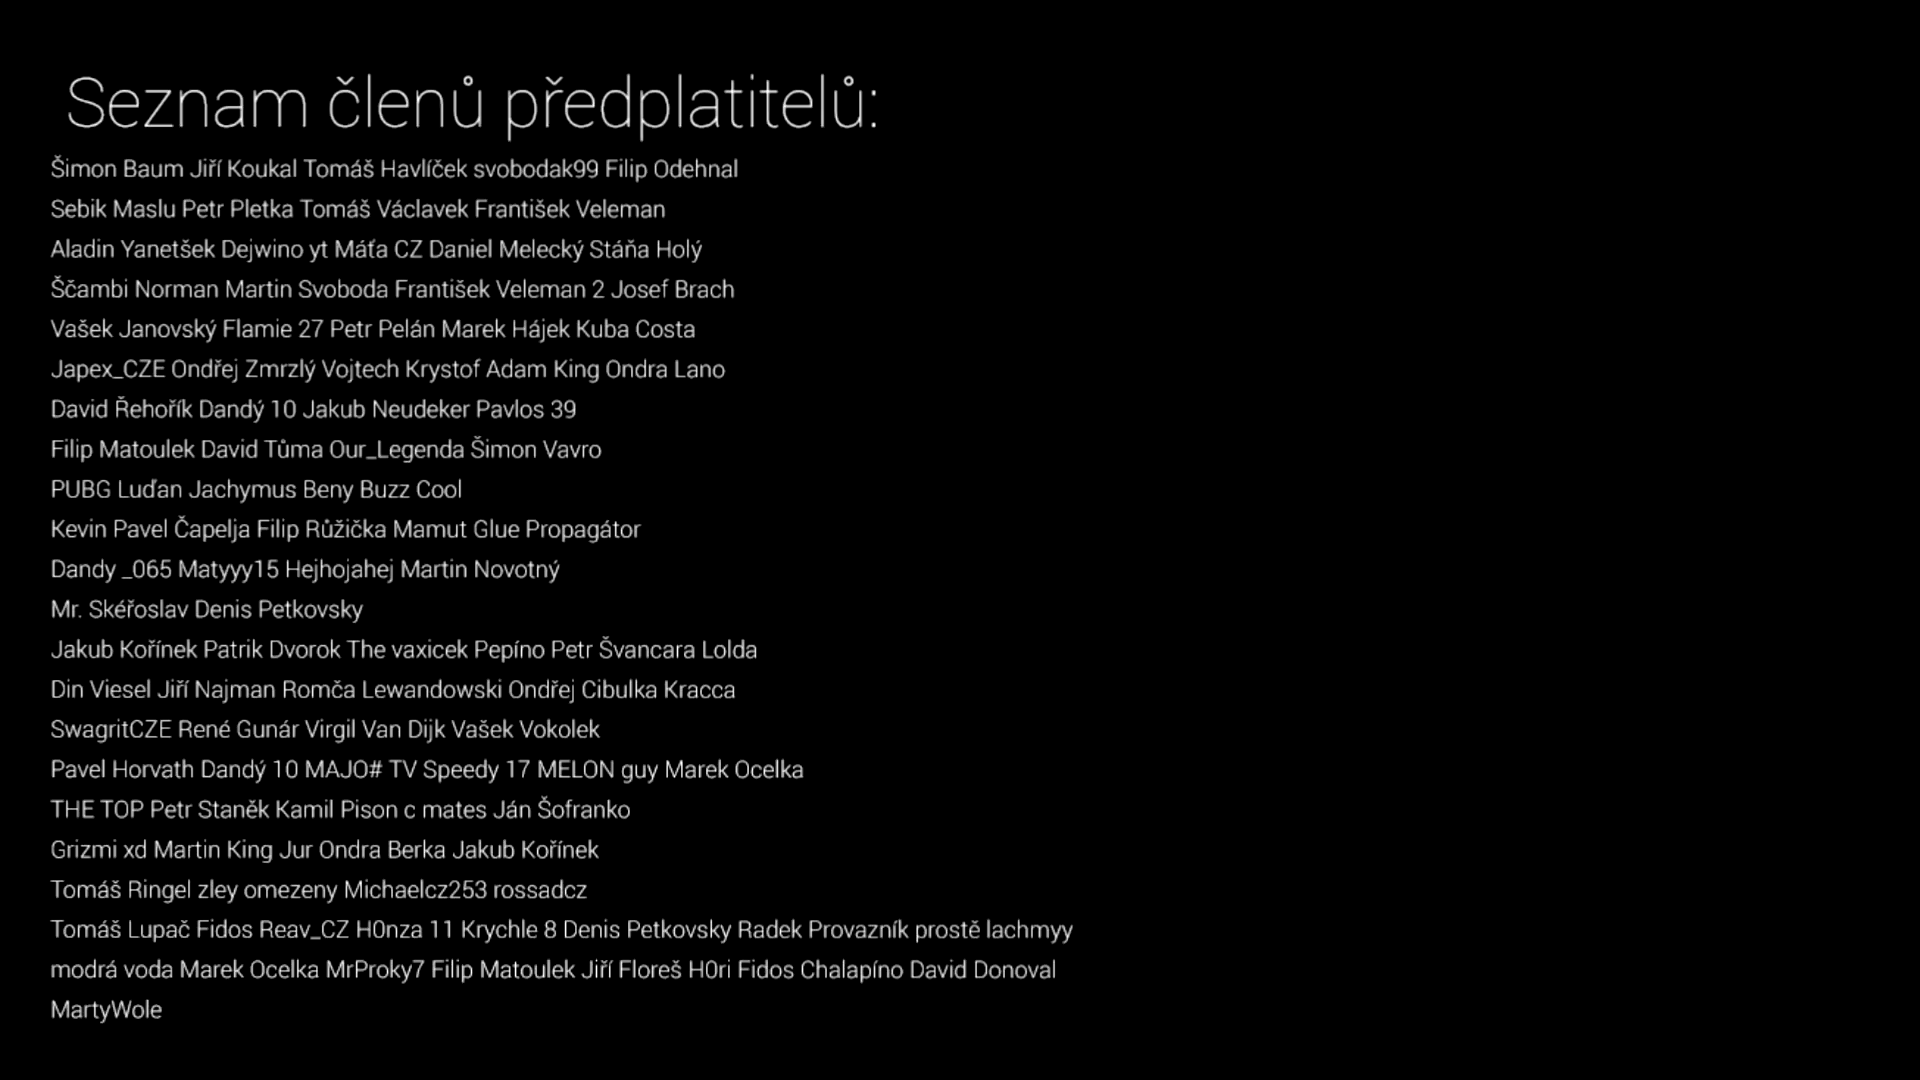 Seznam členů předplatitelů:
Šimon Baum Jiří Koukal Tomáš Havlíček svobodak99 Filip Odehnal
Sebik Maslu Petr Pletka Tomáš Václavek František Veleman
Aladin Yanetšek Dejwino yt Máťa CZ Daniel Melecký Stáňa Holý
Ščambi Norman Martin Svoboda František Veleman 2 Josef Brach
Vašek Janovský Flamie 27 Petr Pelán Marek Hájek Kuba Costa
Japex_CZE Ondřej Zmrzlý Vojtech Krystof Adam King Ondra Lano
David Řehořík Dandý 10 Jakub Neudeker Pavlos 39
Filip Matoulek David Tůma Our_Legenda Šimon Vavro
PUBG Luďan Jachymus Beny Buzz Cool
Kevin Pavel Čapelja Filip Růžička Mamut Glue Propagátor
Dandy _065 Matyyy15 Hejhojahej Martin Novotný
Mr. Skéřoslav Denis Petkovsky
Jakub Kořínek Patrik Dvorok The vaxicek Pepíno Petr Švancara Lolda
Din Viesel Jiří Najman Romča Lewandowski Ondřej Cibulka Kracca
SwagritCZE René Gunár Virgil Van Dijk Vašek Vokolek
Pavel Horvath Dandý 10 MAJO# TV Speedy 17 MELON guy Marek Ocelka
THE TOP Petr Staněk Kamil Pison c mates Ján Šofranko
Grizmi xd Martin King Jur Ondra Berka Jakub Kořínek
Tomáš Ringel zley omezeny Michaelcz253 rossadcz
Tomáš Lupač Fidos Reav_CZ H0nza 11 Krychle 8 Denis Petkovsky Radek Provazník prostě lachmyy
modrá voda Marek Ocelka MrProky7 Filip Matoulek Jiří Floreš H0ri Fidos Chalapíno David Donoval
MartyWole